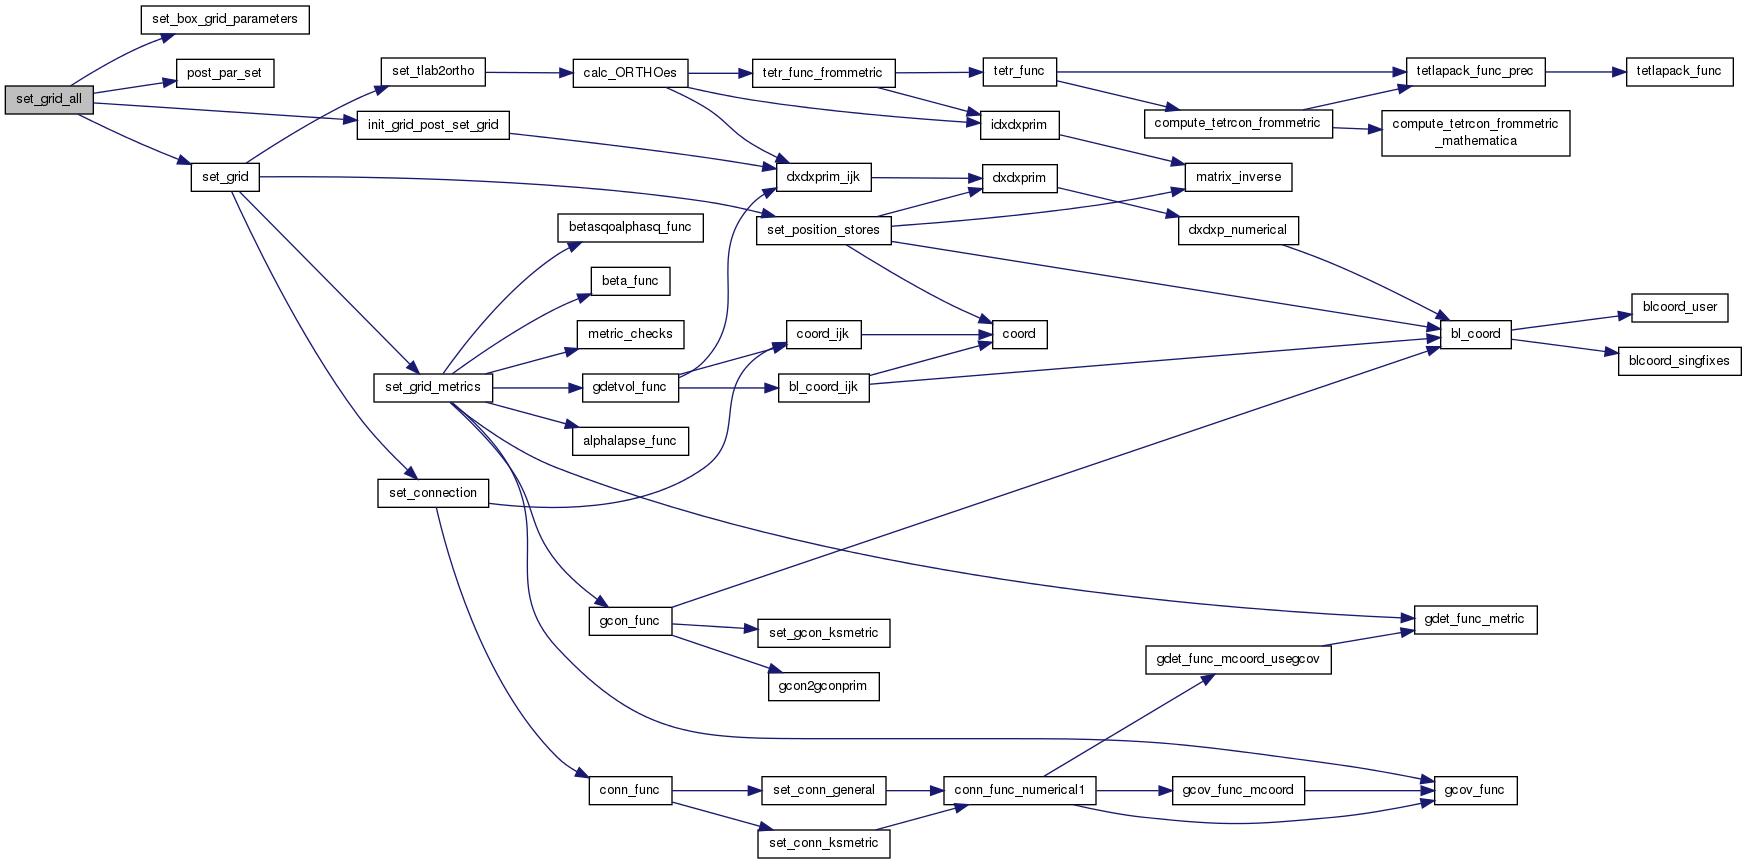 set_box_grid_parameters
post_par_set
set_grid_all
set_tlab2ortho
calc_ORTHOes
tetr_func_frommetric
tetr_func
tetlapack_func_prec
tetlapack_func
init_grid_post_set_grid
idxdxprim
compute_tetrcon_frommetric
compute_tetrcon_frommetric
_mathematica
set_grid
dxdxprim_ijk
dxdxprim
matrix_inverse
betasqoalphasq_func
set_position_stores
dxdxp_numerical
beta_func
metric_checks
coord_ijk
coord
bl_coord
blcoord_user
blcoord_singfixes
set_grid_metrics
gdetvol_func
bl_coord_ijk
alphalapse_func
set_connection
gcon_func
set_gcon_ksmetric
gdet_func_metric
gdet_func_mcoord_usegcov
gcon2gconprim
conn_func
set_conn_general
conn_func_numerical1
gcov_func_mcoord
gcov_func
set_conn_ksmetric